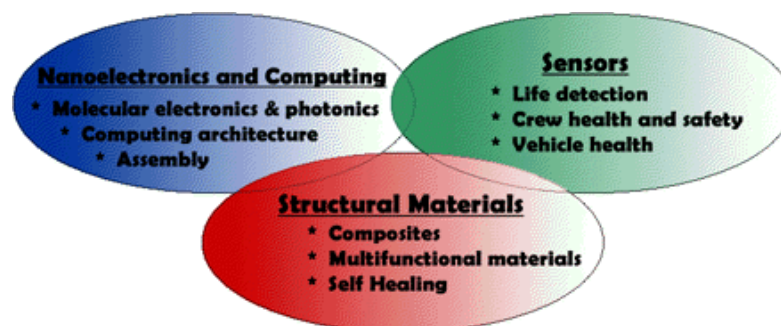 Nanoelectronics and Computing
* Molecular electronics & photonics
* Computing architecture
* Assembly
Sensors
* Life detection
* Crew health and safety
* Vehicle health
Structural Materials
* Composites
* Multifunctional materials
* Self Healing